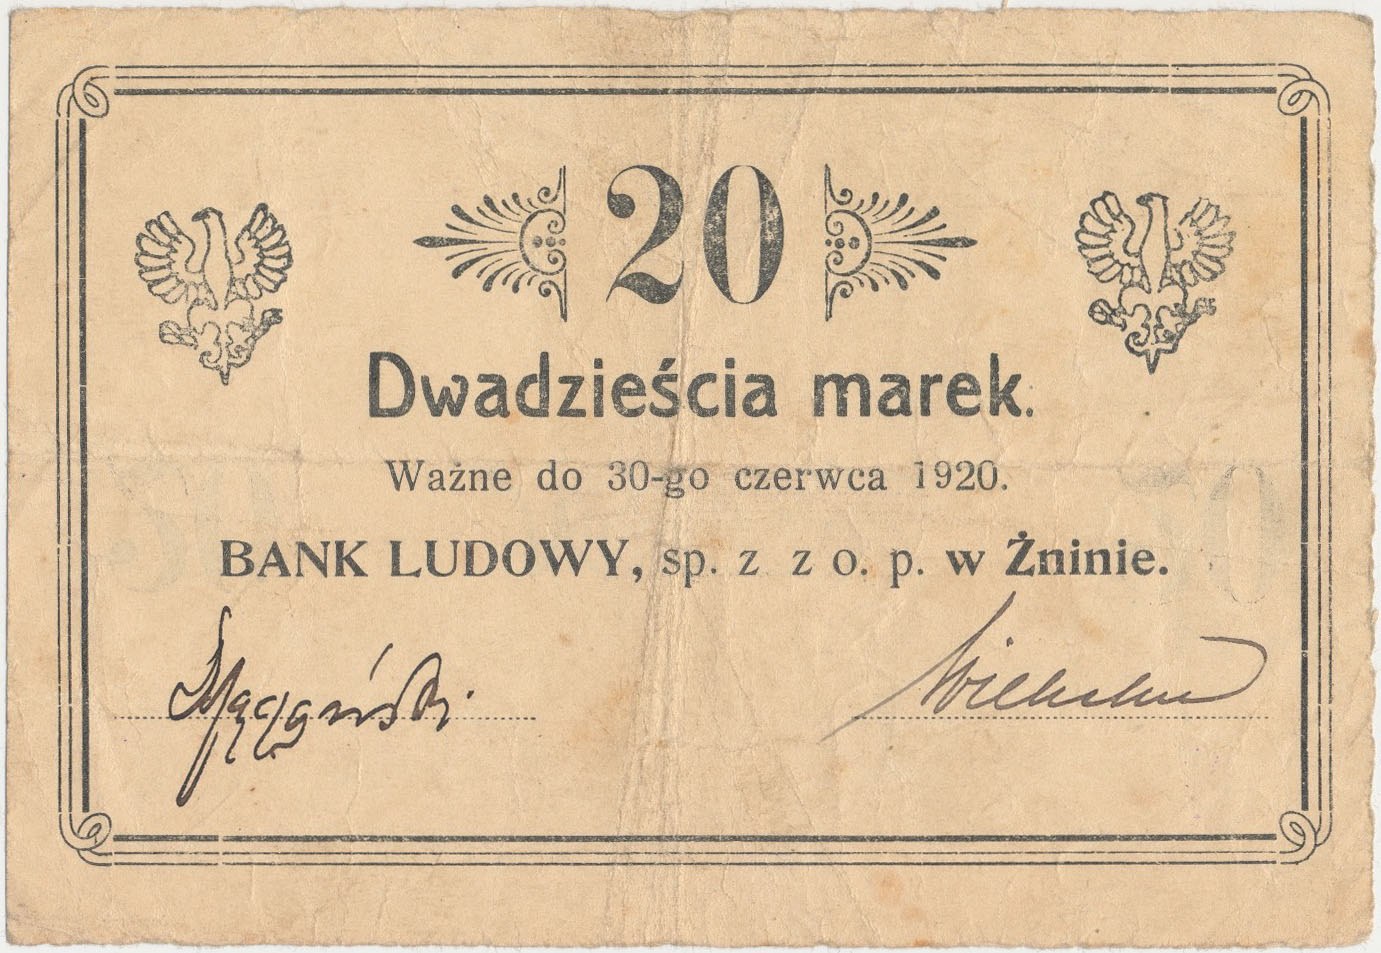 20
Dwadzieścia marek.
Ważne do 30-go czerwca 1920.
BANK LUDOWY, sp. z z o. p. w Żninie.